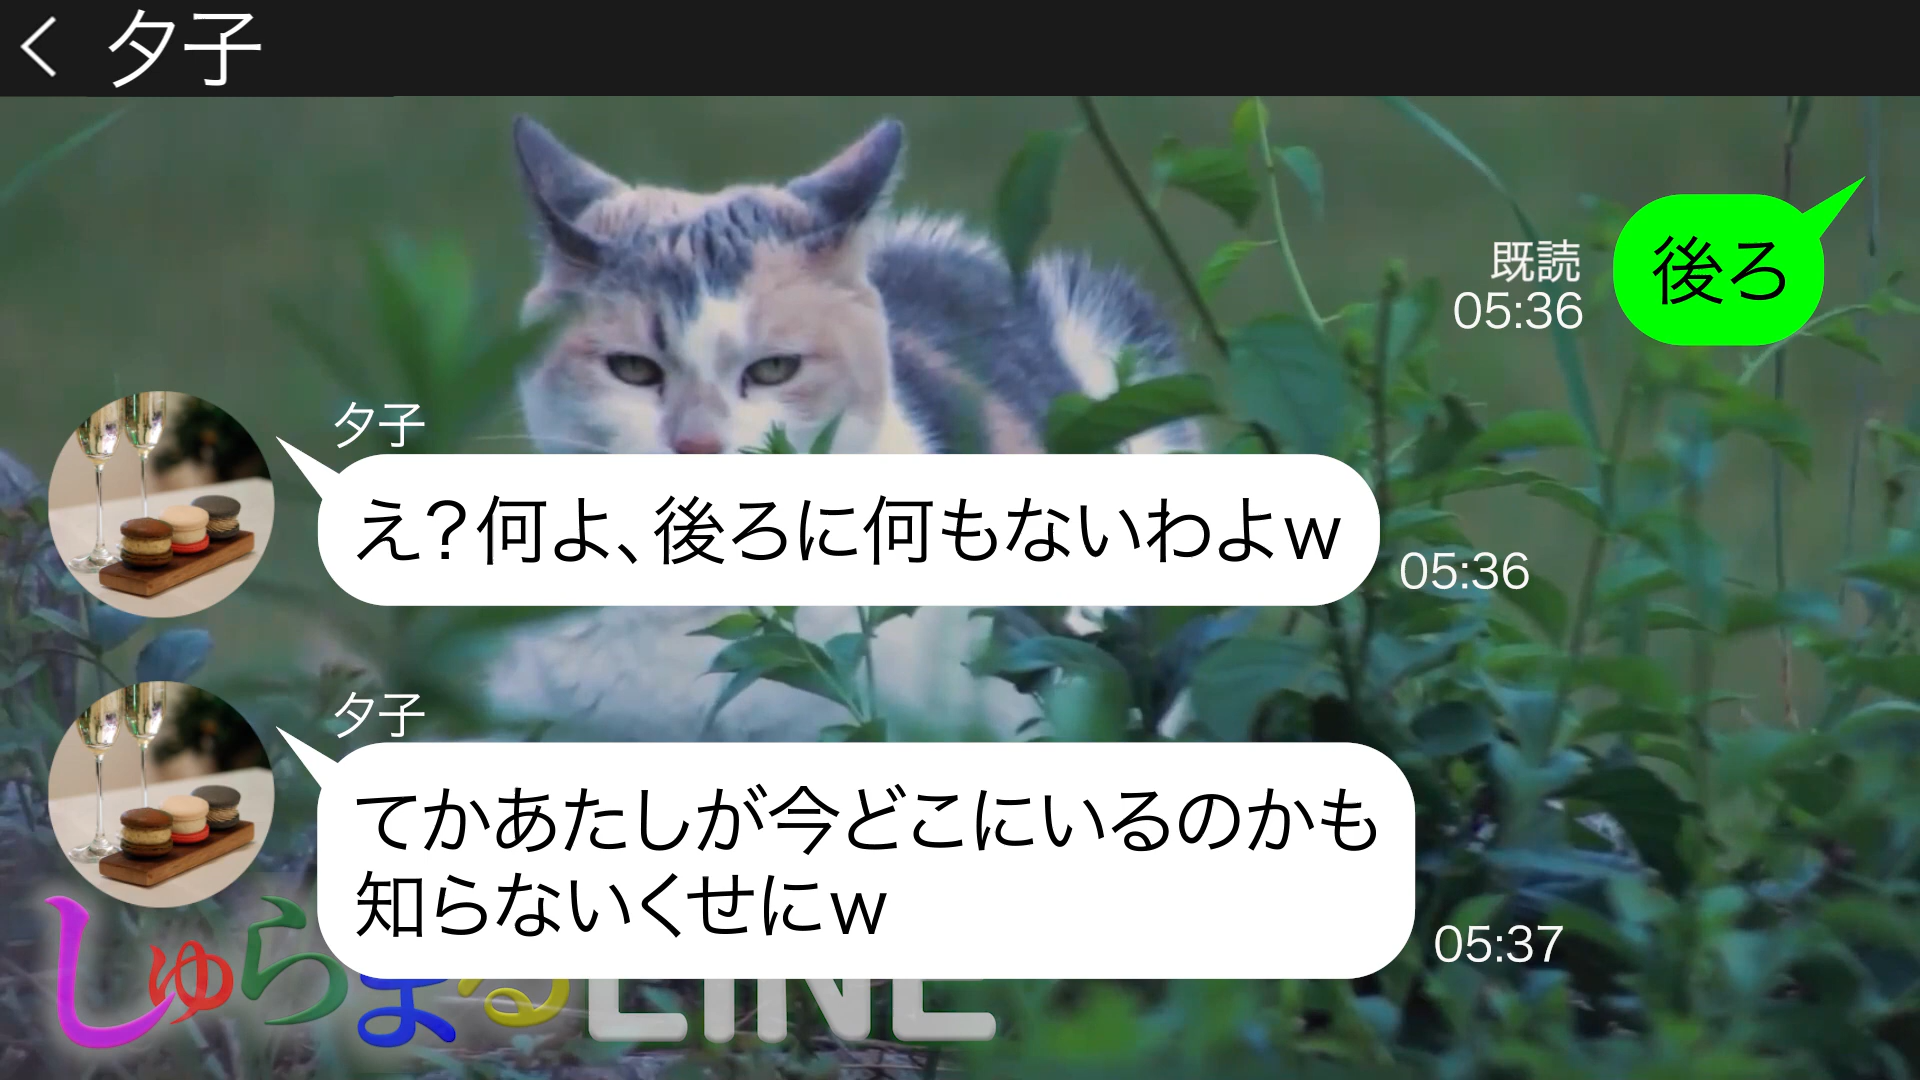 夕子
後ろ
既読
05:36
夕子
え?何よ、後ろに何もないわよw
05:36
夕子
てかあたしが今どこにいるのかも
知らないくせにw
05:37
しゅらまるLINE